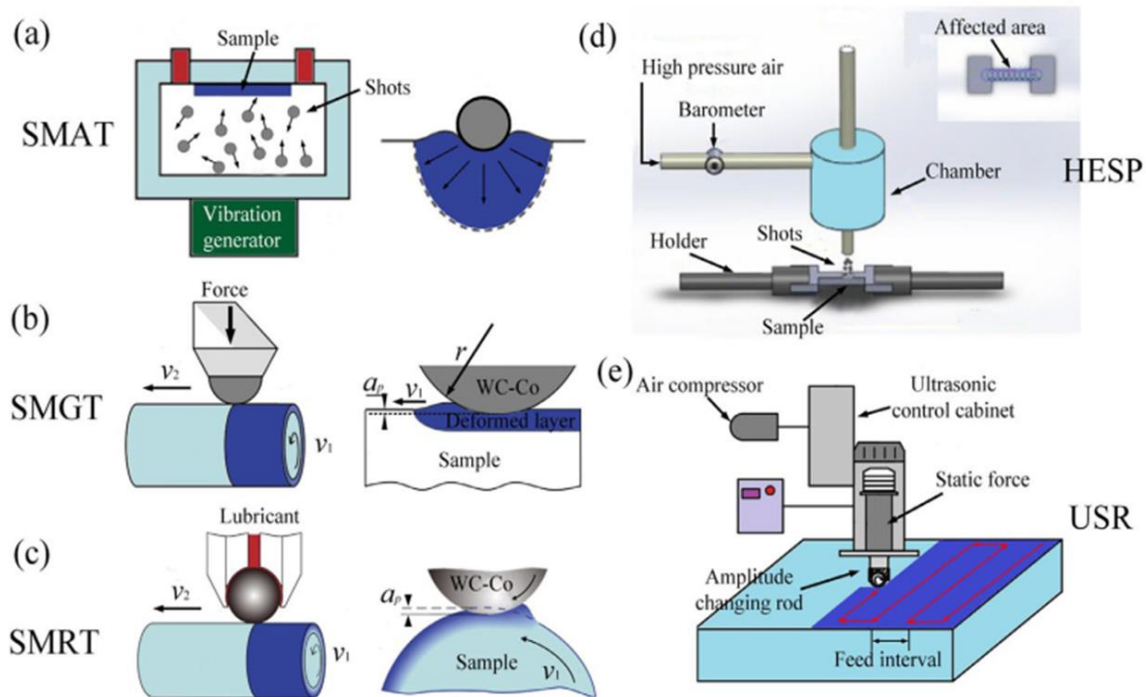 (a)
Sample
Shots
SMAT
Vibration
generator
(b)
Force
v₂
v₁
SMGT
r
aₚ
v₁
WC-Co
Deformed layer
Sample
(c)
Lubricant
v₂
v₁
SMRT
WC-Co
aₚ
Sample
v₁
(d)
Affected area
High pressure air
Barometer
Chamber
HESP
Holder
Shots
Sample
(e)
Air compressor
Ultrasonic
control cabinet
Static force
USR
Amplitude
changing rod
Feed interval